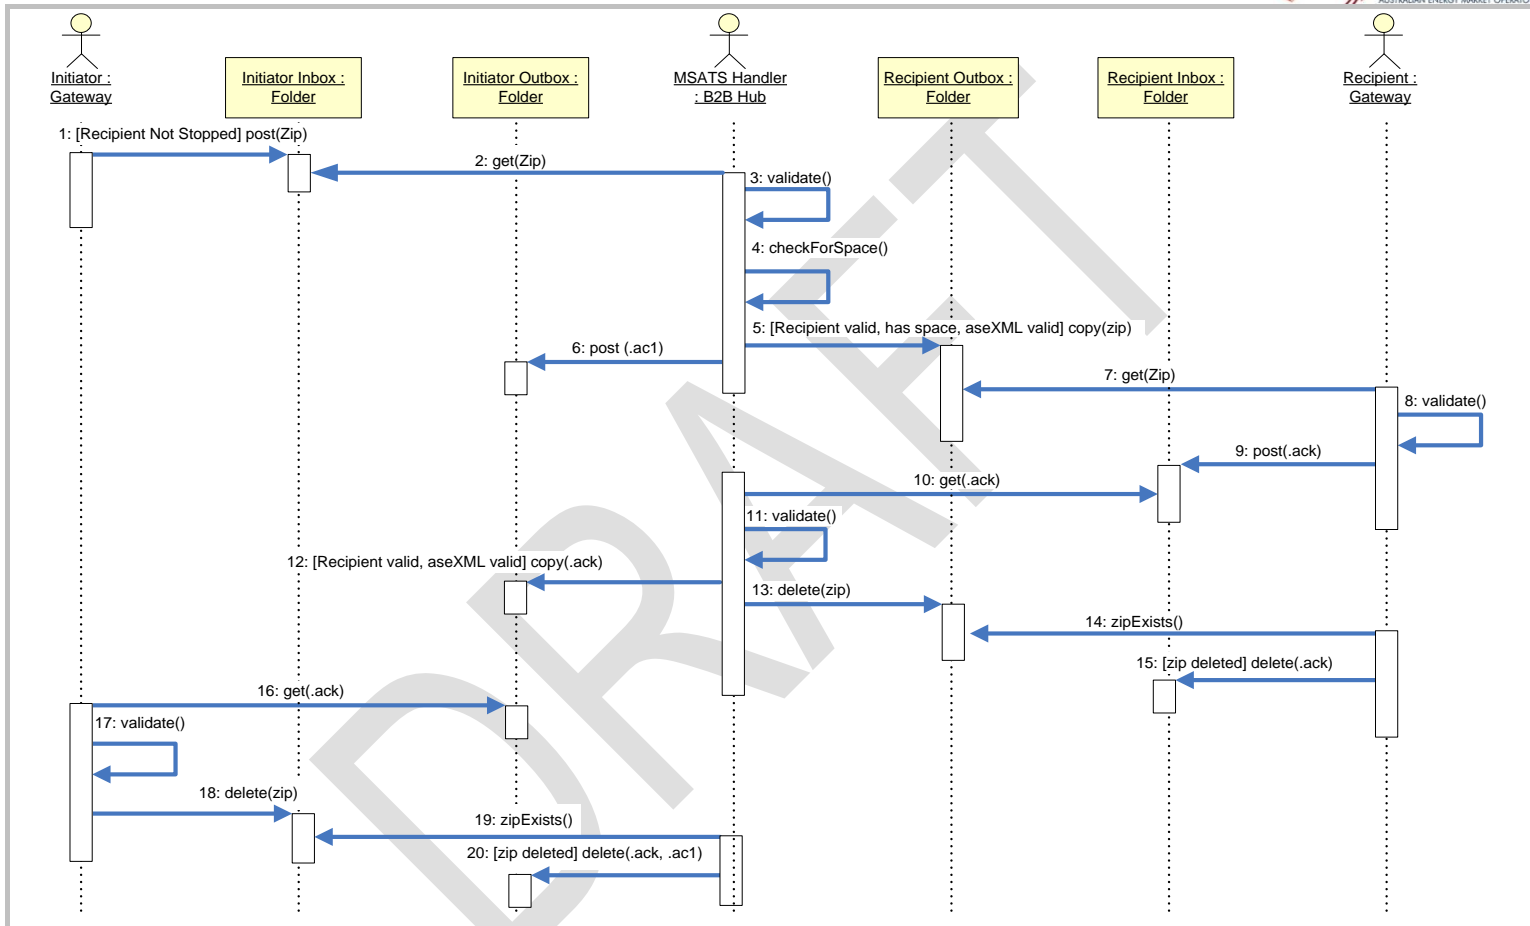 AUSTRALIAN ENERGY MARKET OPERATOR
Initiator :
Gateway
Initiator Inbox :
Folder
Initiator Outbox :
Folder
MSATS Handler
: B2B Hub
Recipient Outbox :
Folder
Recipient Inbox :
Folder
Recipient :
Gateway
1: [Recipient Not Stopped] post(Zip)
2: get(Zip)
3: validate()
4: checkForSpace()
5: [Recipient valid, has space, aseXML valid] copy(zip)
6: post (.ac1)
7: get(Zip)
8: validate()
9: post(.ack)
10: get(.ack)
11: validate()
12: [Recipient valid, aseXML valid] copy(.ack)
13: delete(zip)
14: zipExists()
15: [zip deleted] delete(.ack)
16: get(.ack)
17: validate()
18: delete(zip)
19: zipExists()
20: [zip deleted] delete(.ack, .ac1)
DRAFT